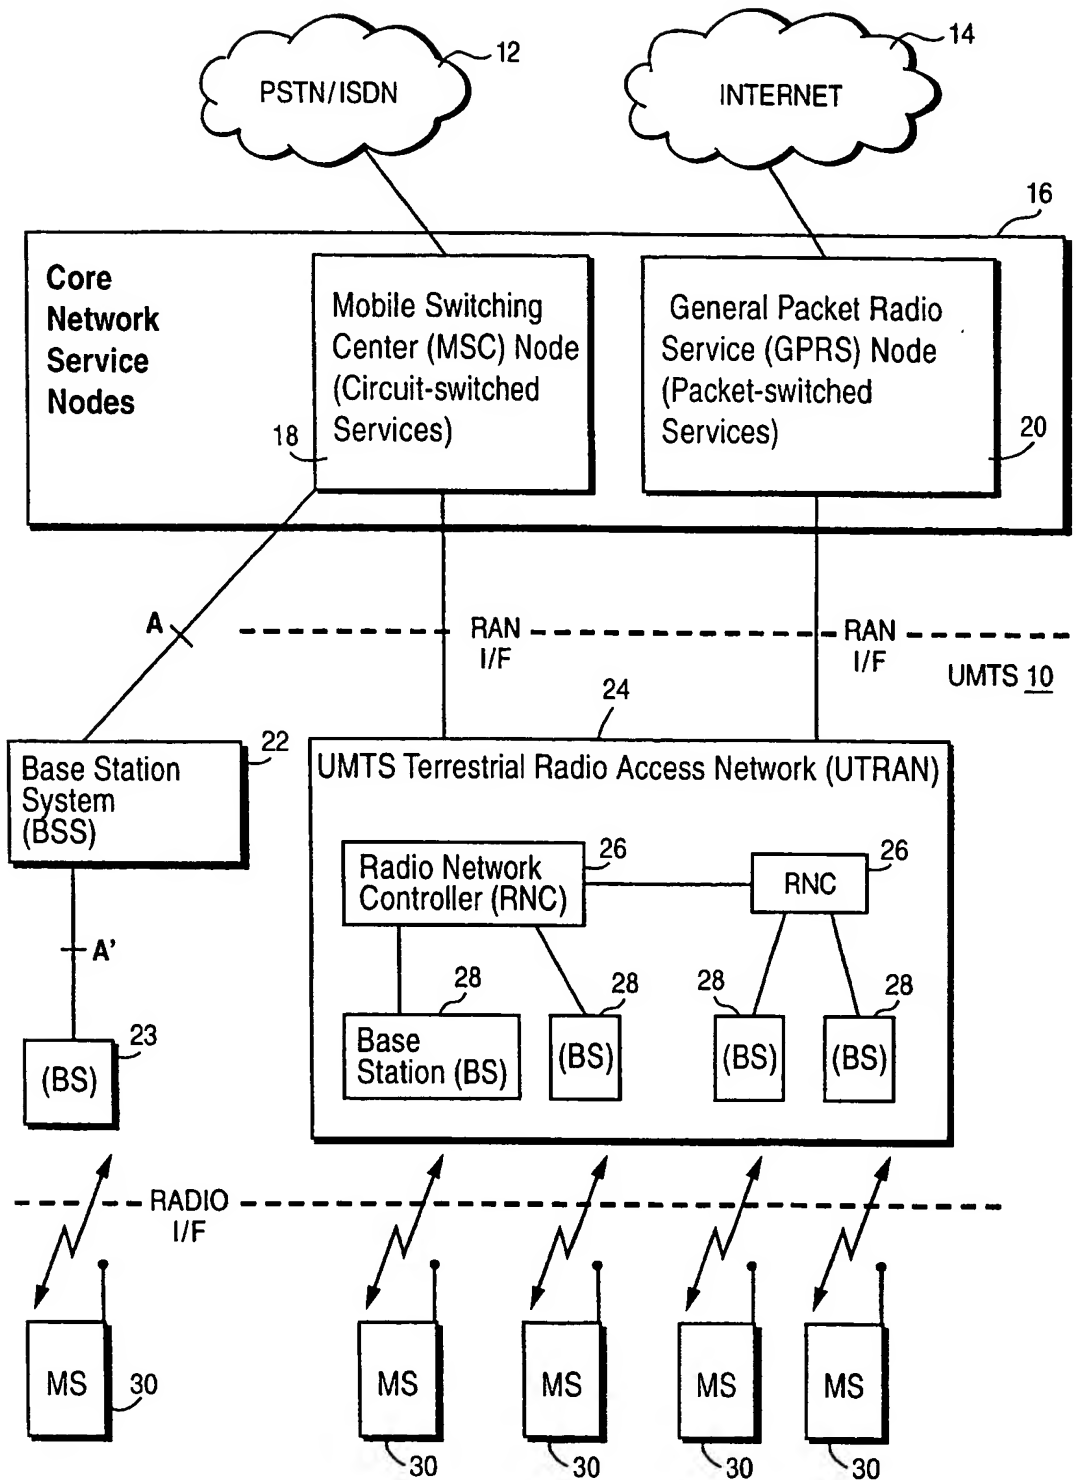 12
14
PSTN/ISDN
INTERNET
16
Core
Network
Service
Nodes
Mobile Switching
Center (MSC) Node
(Circuit-switched
Services)
18
General Packet Radio
Service (GPRS) Node
(Packet-switched
Services)
20
A
RAN
I/F
RAN
I/F
UMTS 10
24
22
Base Station
System
(BSS)
UMTS Terrestrial Radio Access Network (UTRAN)
Radio Network
Controller (RNC)
26
RNC
26
A'
28
28
28
28
23
(BS)
Base
Station (BS)
(BS)
(BS)
(BS)
RADIO
I/F
MS
30
MS
30
MS
30
MS
30
MS
30